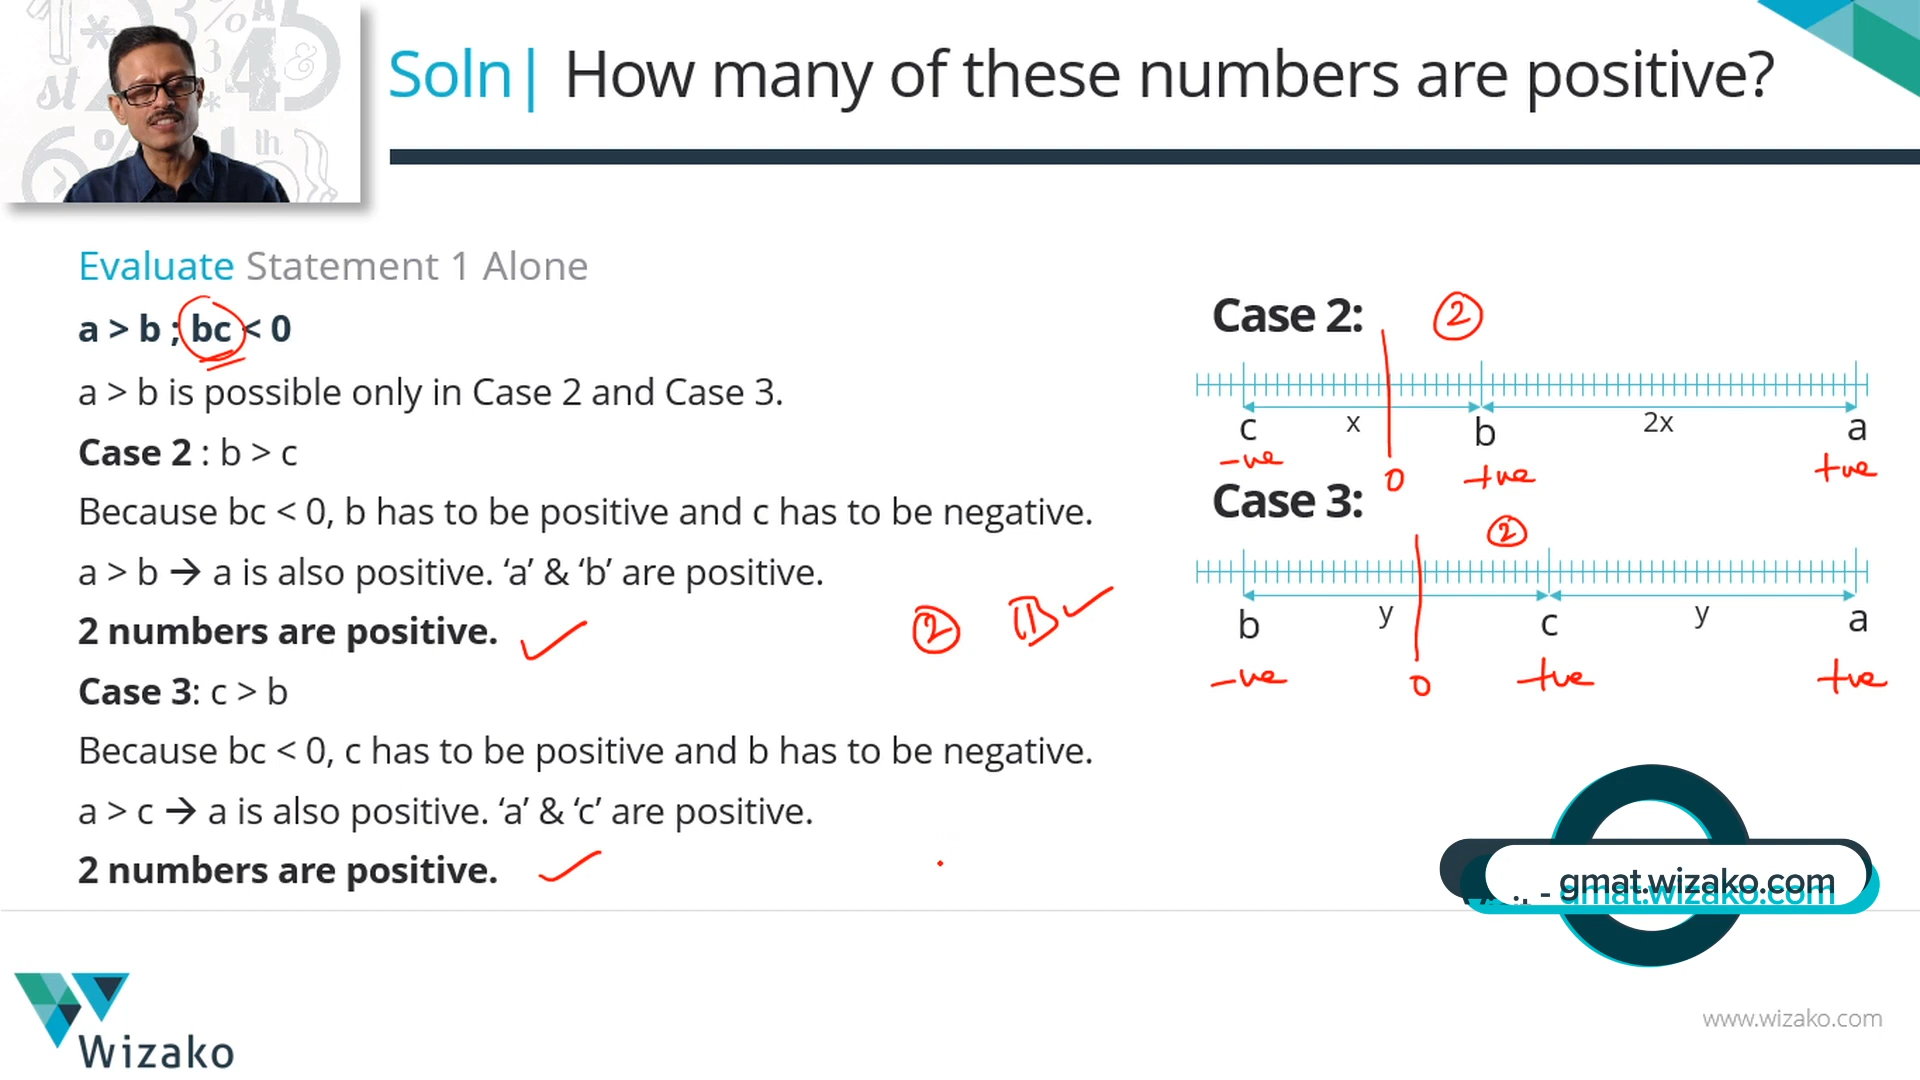 Soln| How many of these numbers are positive?
Evaluate Statement 1 Alone
a > b ; bc < 0
a > b is possible only in Case 2 and Case 3.
Case 2 : b > c
Because bc < 0, b has to be positive and c has to be negative.
a > b → a is also positive. ‘a’ & ‘b’ are positive.
2 numbers are positive.
2 1
Case 3: c > b
Because bc < 0, c has to be positive and b has to be negative.
a > c → a is also positive. ‘a’ & ‘c’ are positive.
2 numbers are positive.
Case 2: 2
c x b 2x a
-ve 0 +ve +ve
Case 3: 2
b y c y a
-ve 0 +ve +ve
- gmat.wizako.com
Wizako
www.wizako.com